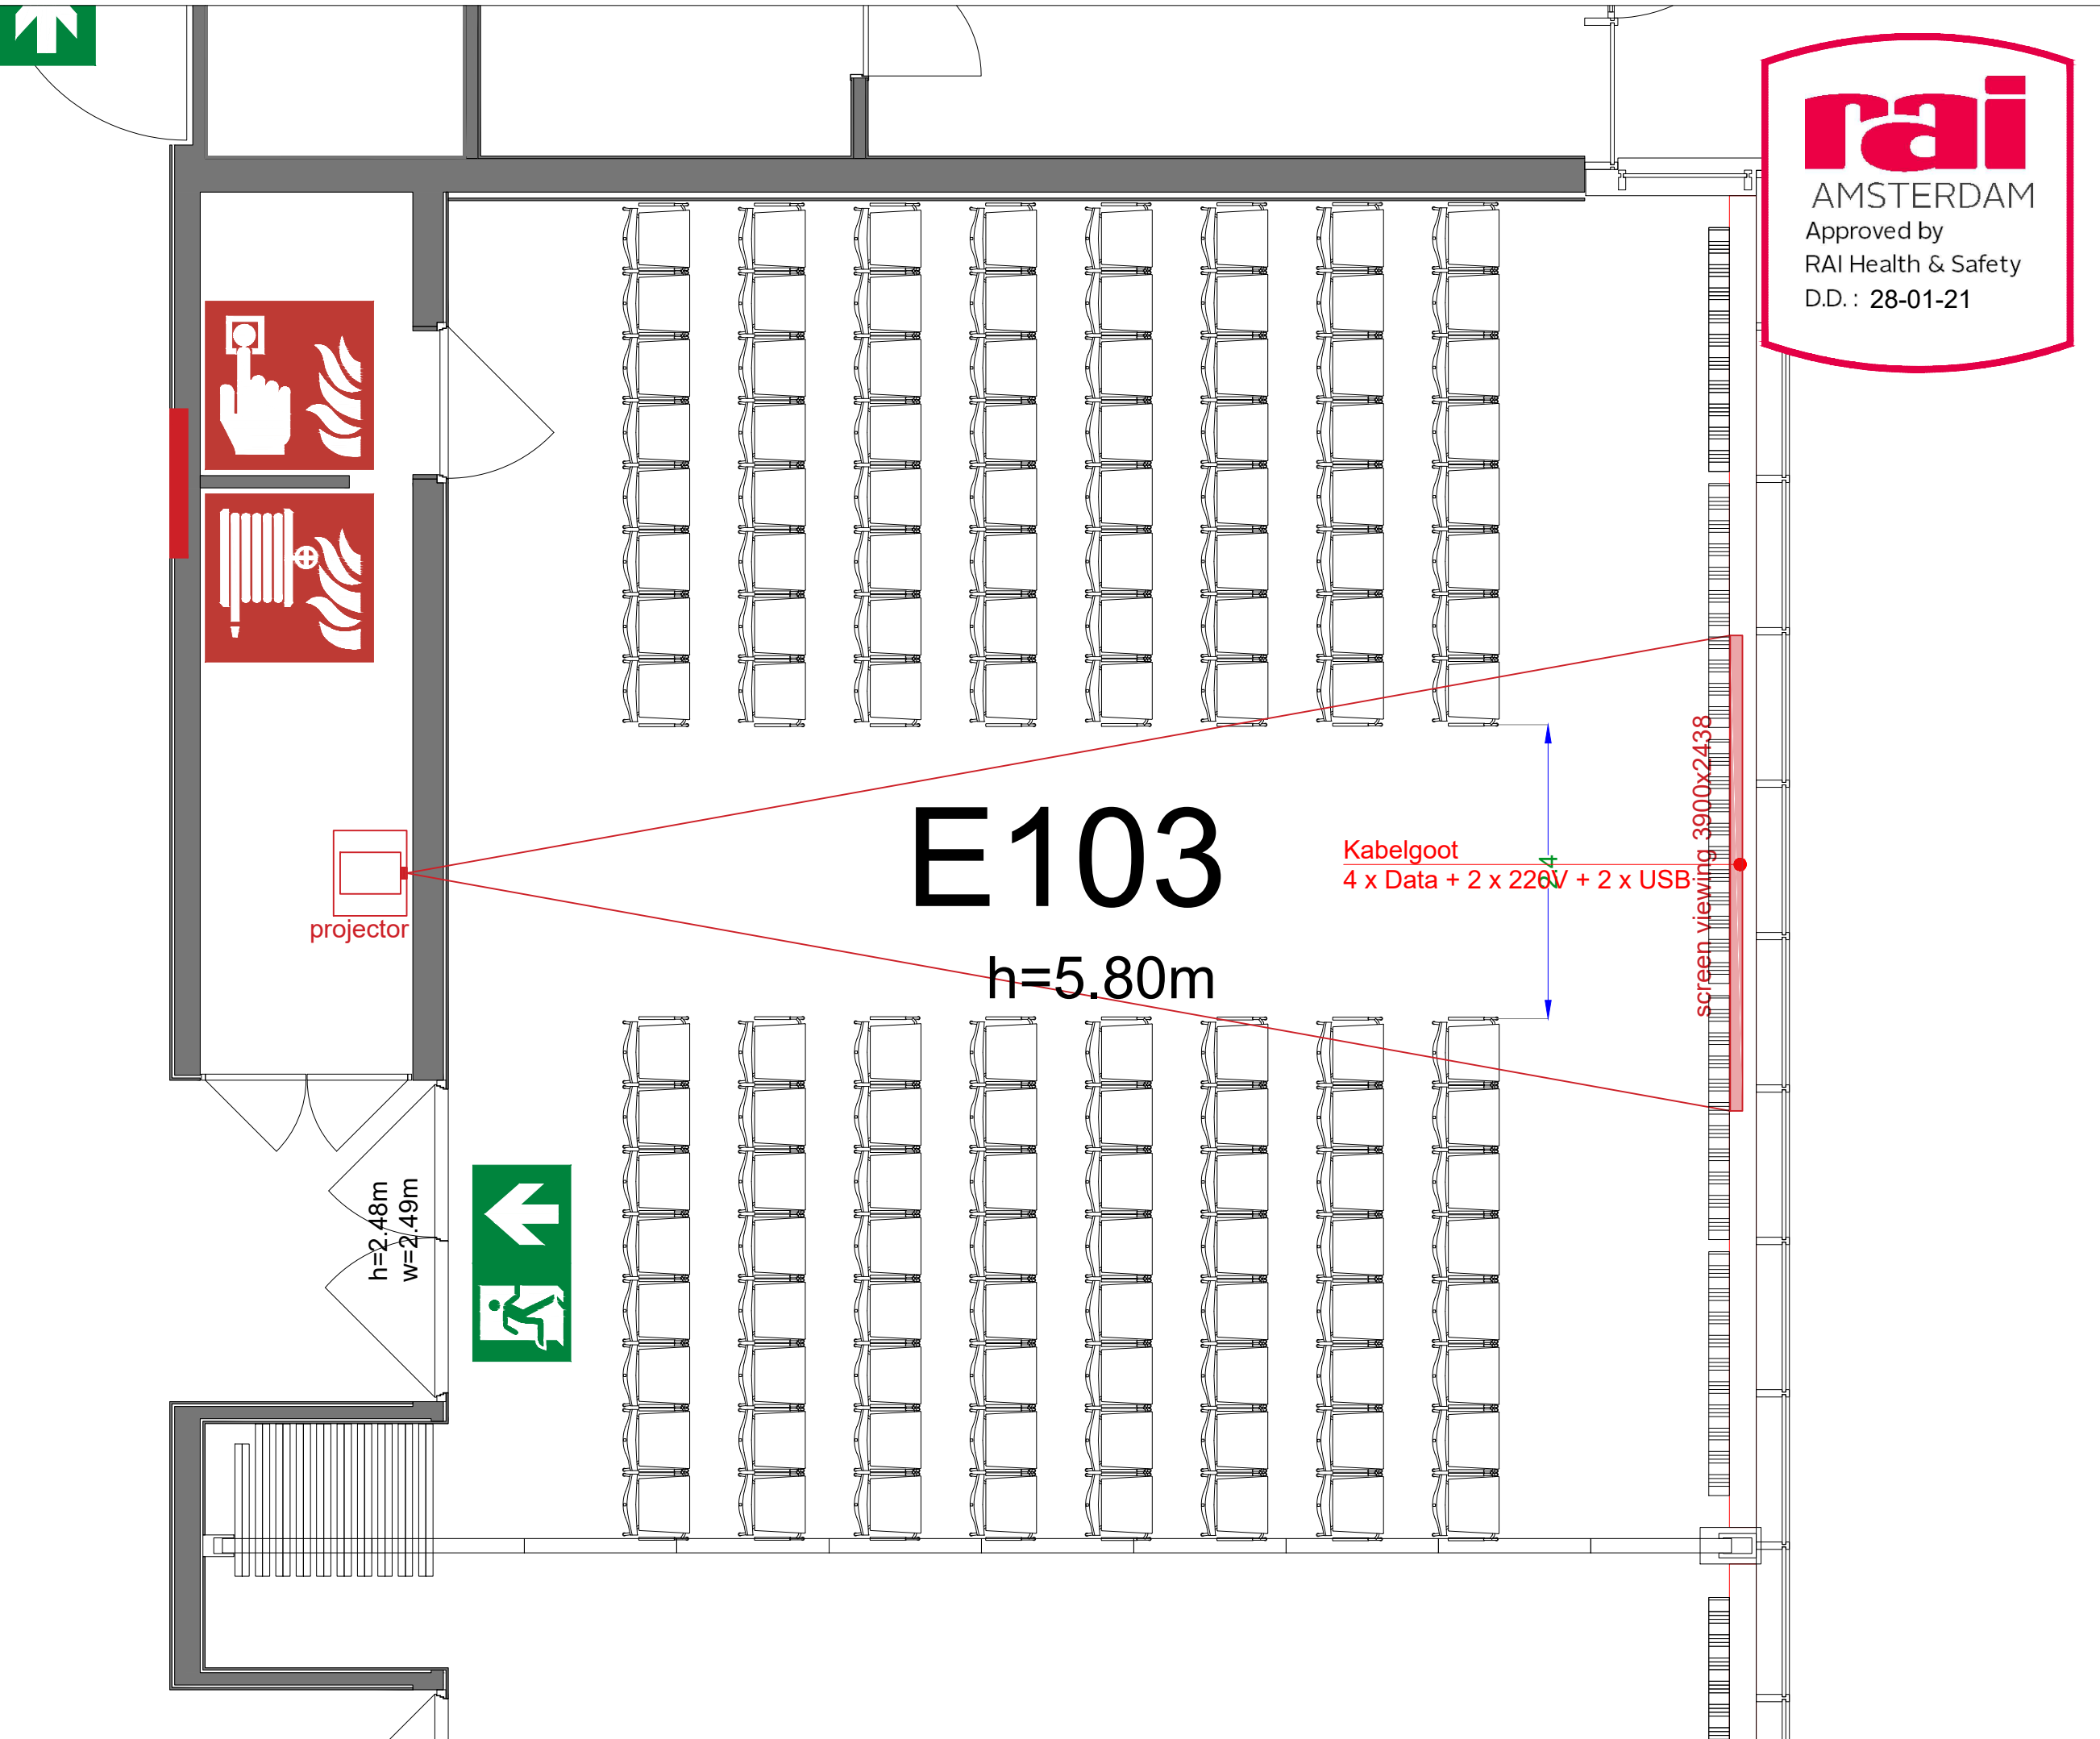 rai
AMSTERDAM
Approved by
RAI Health & Safety
D.D. : 28-01-21
screen viewing 3900x2438
E103
h=5.80m
Kabelgoot
4 x Data + 2 x 220V + 2 x USB
projector
h=2.48m
w=2.49m